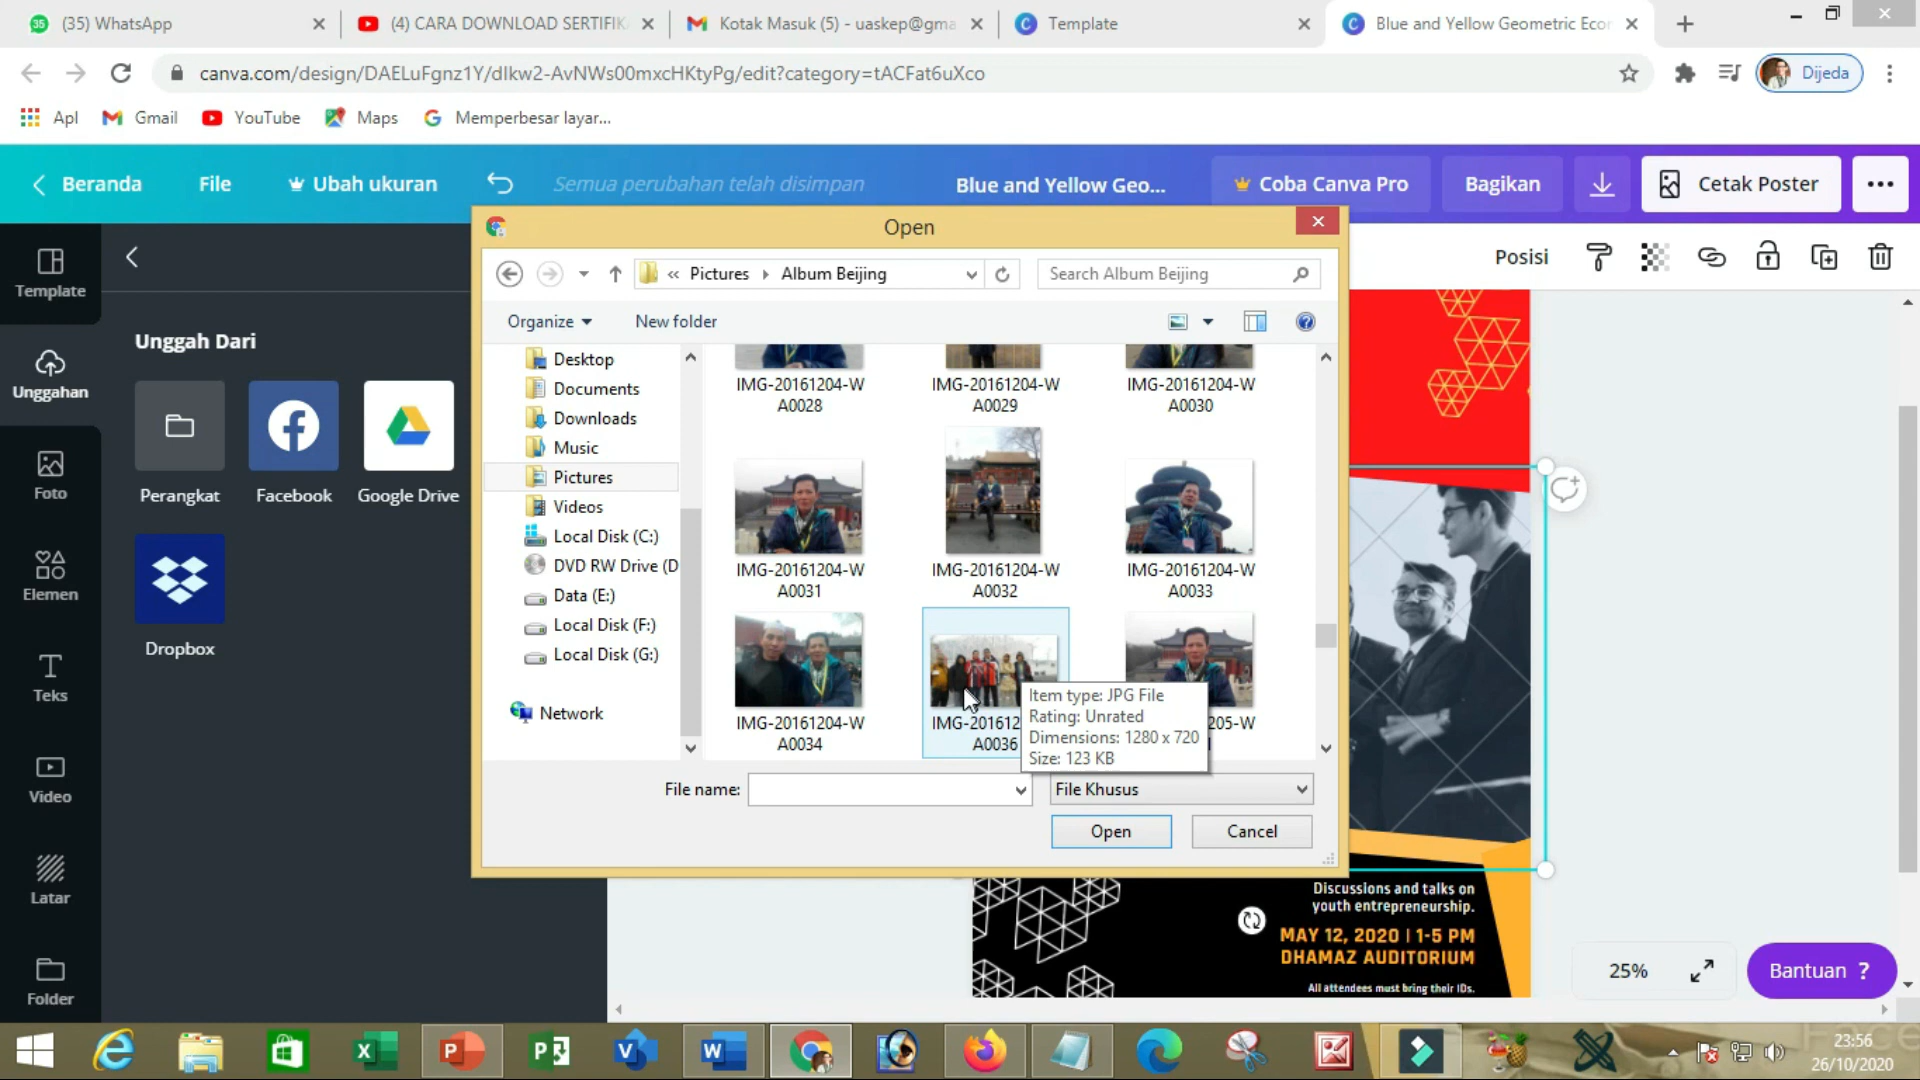 35
(35) WhatsApp
(4) CARA DOWNLOAD SERTIFIK
Kotak Masuk (5) - uaskep@gma
Template
Blue and Yellow Geometric Ecor
canva.com/design/DAELuFgnz1Y/dIkw2-AvNWs00mxcHKtyPg/edit?category=tACFat6uXco
Dijeda
Apl
Gmail
YouTube
Maps
Memperbesar layar...
Beranda
File
Ubah ukuran
Semua perubahan telah disimpan
Blue and Yellow Geo...
Coba Canva Pro
Bagikan
Cetak Poster
Posisi
Template
Unggahan
Foto
Elemen
Teks
Video
Latar
Folder
Unggah Dari
Perangkat
Facebook
Google Drive
Dropbox
Open
« Pictures
Album Beijing
Search Album Beijing
Organize
New folder
Desktop
Documents
Downloads
Music
Pictures
Videos
Local Disk (C:)
DVD RW Drive (D
Data (E:)
Local Disk (F:)
Local Disk (G:)
Network
IMG-20161204-W
A0028
IMG-20161204-W
A0029
IMG-20161204-W
A0030
IMG-20161204-W
A0031
IMG-20161204-W
A0032
IMG-20161204-W
A0033
IMG-20161204-W
A0034
IMG-201612
A0036
205-W
Item type: JPG File
Rating: Unrated
Dimensions: 1280 x 720
Size: 123 KB
File name:
File Khusus
Open
Cancel
Discussions and talks on
youth entrepreneurship.
MAY 12, 2020 | 1-5 PM
DHAMAZ AUDITORIUM
All attendees must bring their IDs.
25%
Bantuan ?
23:56
26/10/2020